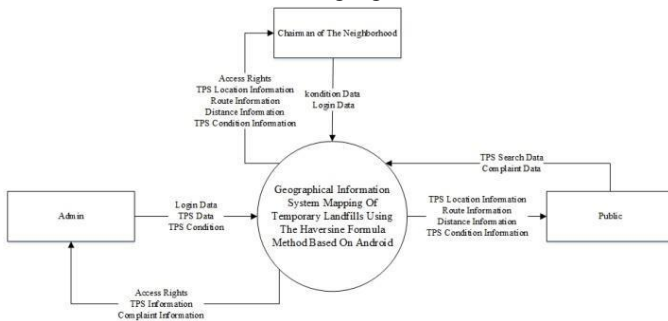 Chairman of The Neighborhood
Access Rights
TPS Location Information
Route Information
Distance Information
TPS Condition Information
kondition Data
Login Data
TPS Search Data
Complaint Data
Geographical Information
System Mapping Of
Temporary Landfills Using
The Haversine Formula
Method Based On Android
Admin
Login Data
TPS Data
TPS Condition
TPS Location Information
Route Information
Distance Information
TPS Condition Information
Public
Access Rights
TPS Information
Complaint Information